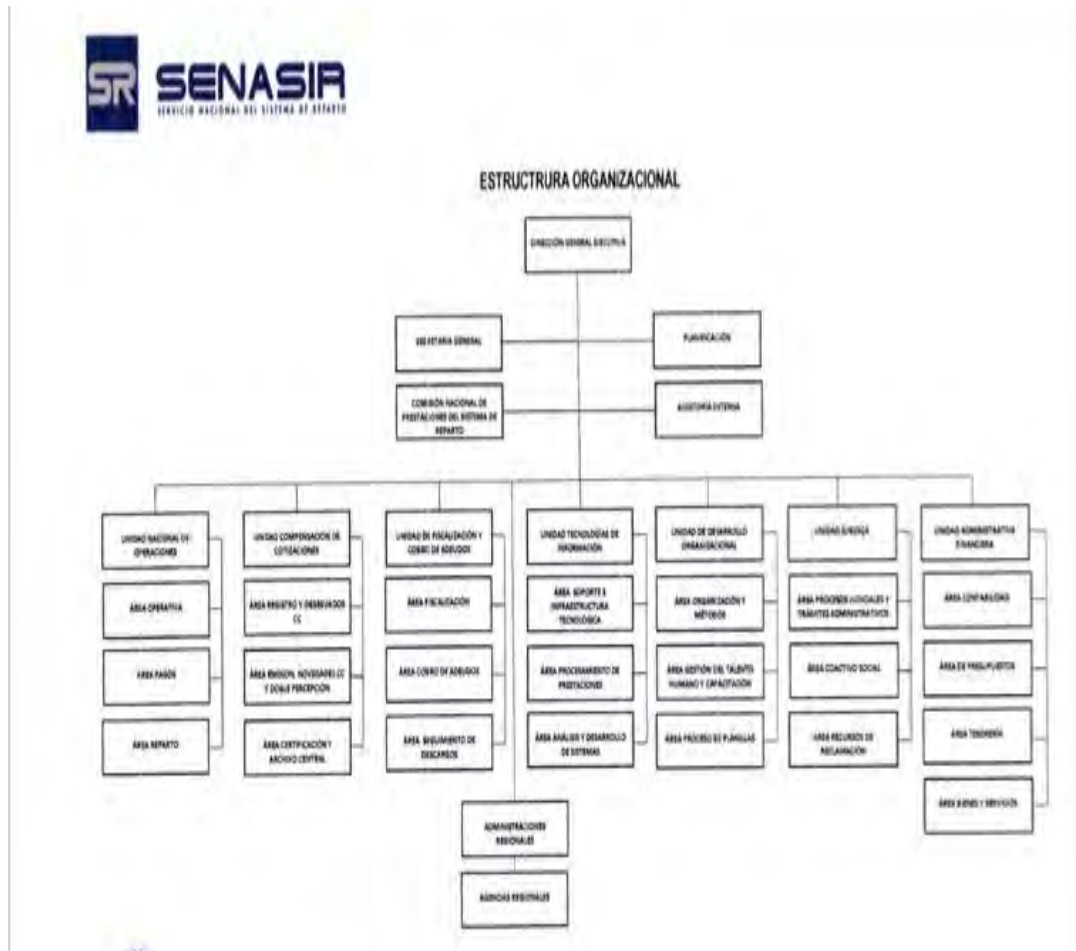 SR
SENASIR
SERVICIO NACIONAL DEL SISTEMA DE REPARTO
ESTRUCTRURA ORGANIZACIONAL
DIRECCIÓN GENERAL EJECUTIVA
SECRETARÍA GENERAL
PLANIFICACIÓN
COMISIÓN NACIONAL DE
PRESTACIONES DEL SISTEMA DE
REPARTO
AUDITORÍA EXTERNA
UNIDAD NACIONAL DE
OPERACIONES
ÁREA OPERATIVA
ÁREA PAGOS
ÁREA REPARTO
UNIDAD COMPENSACIÓN DE
COTIZACIONES
ÁREA REGISTRO Y OBSERVADOS
CC
ÁREA EMISIÓN, NOVEDADES CC
Y DOBLE PERCEPCIÓN
ÁREA CERTIFICACIÓN Y
ARCHIVO CENTRAL
UNIDAD DE FISCALIZACIÓN Y
COBRO DE ADEUDOS
ÁREA FISCALIZACIÓN
ÁREA COBRO DE ADEUDOS
ÁREA SEGUIMIENTO DE
DESCARGOS
UNIDAD TECNOLOGÍAS DE
INFORMACIÓN
ÁREA SOPORTE E
INFRAESTRUCTURA
TECNOLÓGICA
ÁREA PROCESAMIENTO DE
PRESTACIONES
ÁREA ANÁLISIS Y DESARROLLO
DE SISTEMAS
UNIDAD DE DESARROLLO
ORGANIZACIONAL
ÁREA ORGANIZACIÓN Y
MÉTODOS
ÁREA GESTIÓN DEL TALENTO
HUMANO Y CAPACITACIÓN
ÁREA PROCESO DE PLANILLAS
UNIDAD JURÍDICA
ÁREA PROCESOS JUDICIALES Y
TRÁMITES ADMINISTRATIVOS
ÁREA COACTIVO SOCIAL
ÁREA RECURSOS DE
RECLAMACIÓN
UNIDAD ADMINISTRATIVA
FINANCIERA
ÁREA CONTABILIDAD
ÁREA DE PRESUPUESTOS
ÁREA TESORERÍA
ÁREA BIENES Y SERVICIOS
ADMINISTRACIONES
REGIONALES
AGENCIAS REGIONALES